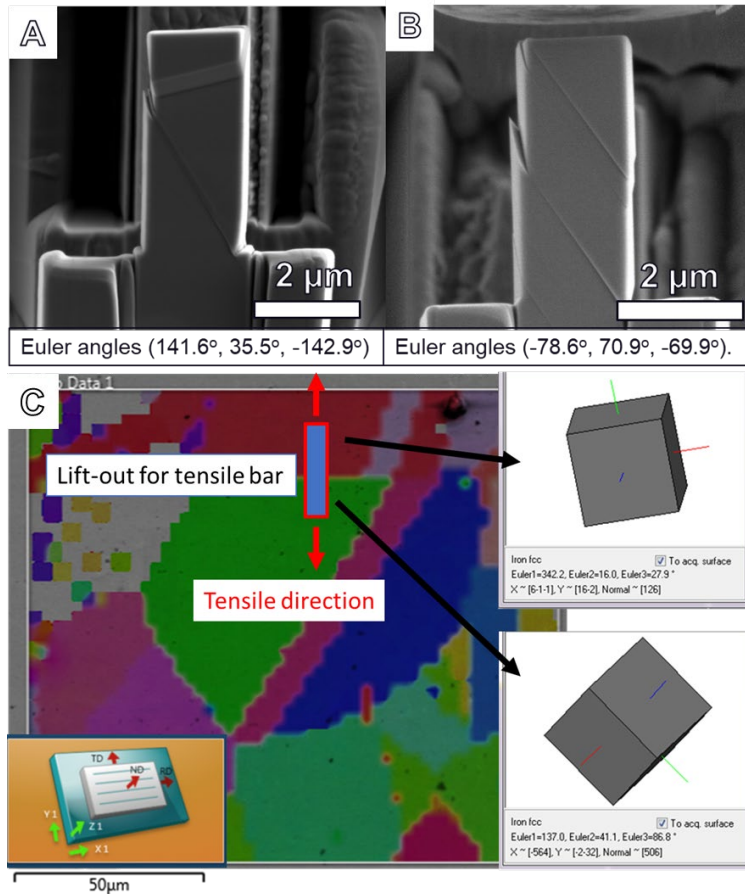 A
B
2 µm
2 µm
Euler angles (141.6°, 35.5°, -142.9°)
Euler angles (-78.6°, 70.9°, -69.9°).
C
Data 1
Lift-out for tensile bar
Tensile direction
Iron fcc
To acq. surface
Euler1=342.2, Euler2=16.0, Euler3=27.9 °
X ~ [6-1-1], Y ~ [16-2], Normal ~ [126]
Iron fcc
To acq. surface
Euler1=137.0, Euler2=41.1, Euler3=86.8 °
X ~ [-564], Y ~ [-2-32], Normal ~ [506]
TD
ND
RD
Y1
Z1
X1
50µm